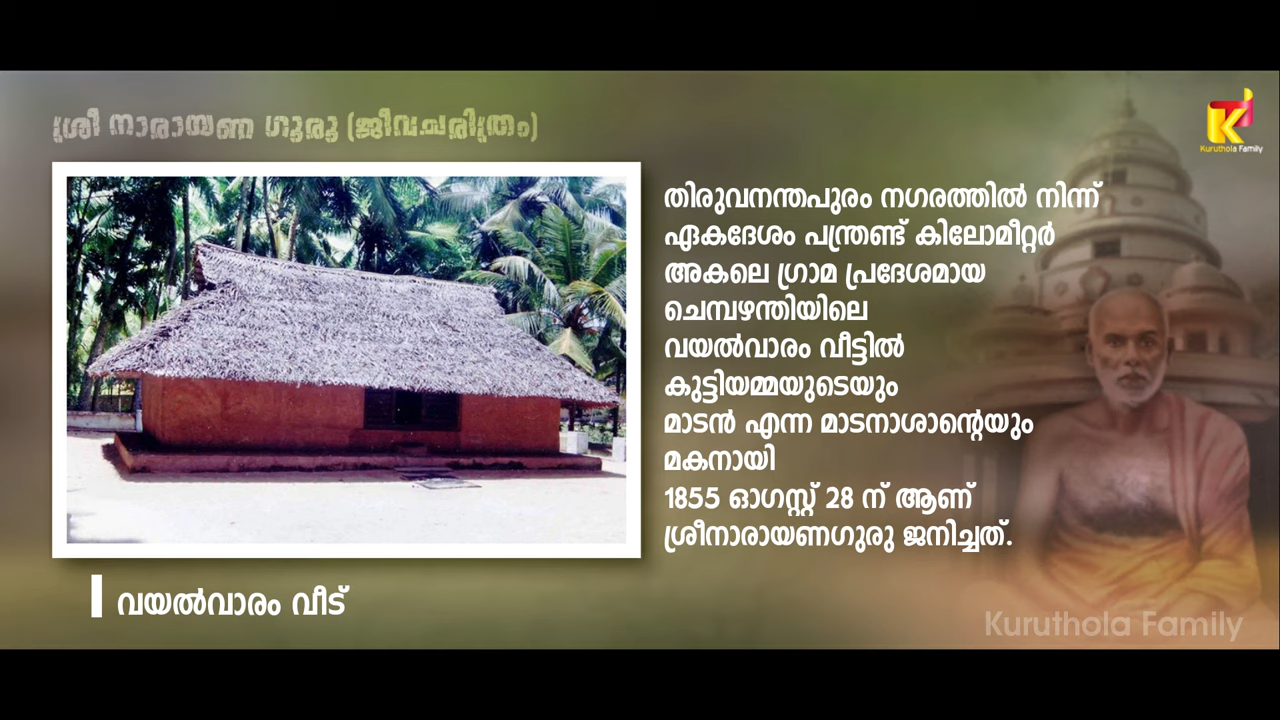 ശ്രീ നാരായണ ഗുരു (ജീവചരിത്രം)
Kuruthola Family
തിരുവനന്തപുരം നഗരത്തിൽ നിന്ന്
ഏകദേശം പന്ത്രണ്ട് കിലോമീറ്റർ
അകലെ ഗ്രാമ പ്രദേശമായ
ചെമ്പഴന്തിയിലെ
വയൽവാരം വീട്ടിൽ
കുട്ടിയമ്മയുടെയും
മാടൻ എന്ന മാടനാശാന്റെയും
മകനായി
1855 ഓഗസ്റ്റ് 28 ന് ആണ്
ശ്രീനാരായണഗുരു ജനിച്ചത്.
വയൽവാരം വീട്
Kuruthola Family